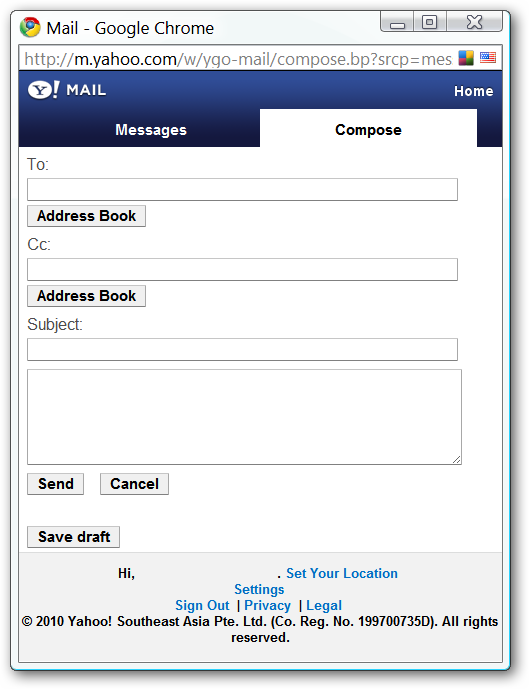 Mail - Google Chrome
http://m.yahoo.com/w/ygo-mail/compose.bp?srcp=mes
Y! MAIL
Home
Messages Compose
To:
Address Book
Cc:
Address Book
Subject:
Send Cancel
Save draft
Hi, . Set Your Location
Settings
Sign Out | Privacy | Legal
© 2010 Yahoo! Southeast Asia Pte. Ltd. (Co. Reg. No. 199700735D). All rights
reserved.